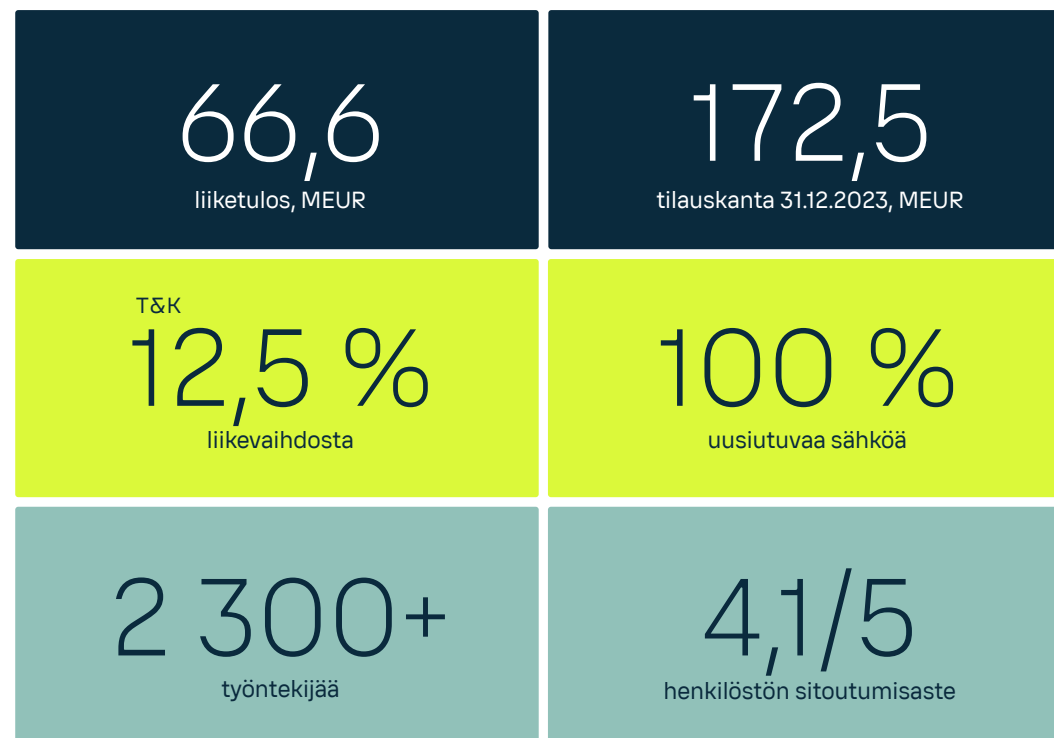 66,6
liiketulos, MEUR
172,5
tilauskanta 31.12.2023, MEUR
T&K
12,5 %
liikevaihdosta
100 %
uusiutuvaa sähköä
2 300+
työntekijää
4,1/5
henkilöstön sitoutumisaste